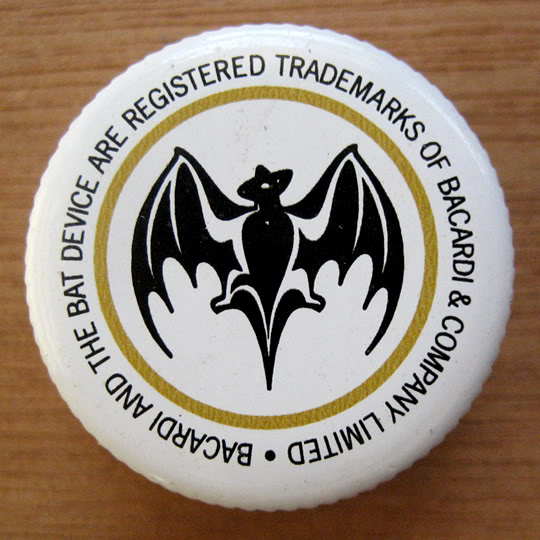 BACARDI AND THE BAT DEVICE ARE REGISTERED TRADEMARKS OF BACARDI & COMPANY LIMITED •